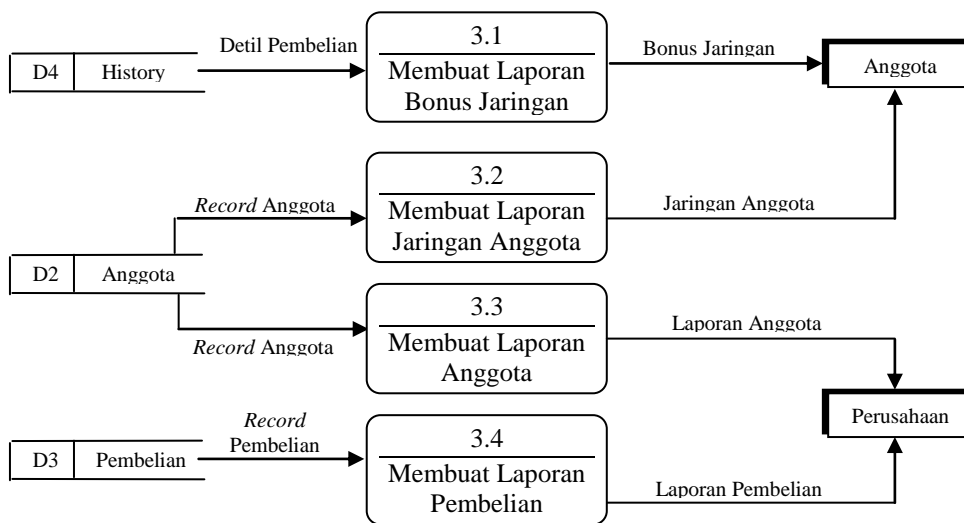 Detil Pembelian
3.1
Bonus Jaringan
D4 History
Membuat Laporan
Bonus Jaringan
Anggota
3.2
Record Anggota
Membuat Laporan
Jaringan Anggota
Jaringan Anggota
D2 Anggota
3.3
Record Anggota
Membuat Laporan
Anggota
Laporan Anggota
Perusahaan
Record
Pembelian
3.4
D3 Pembelian
Membuat Laporan
Pembelian
Laporan Pembelian